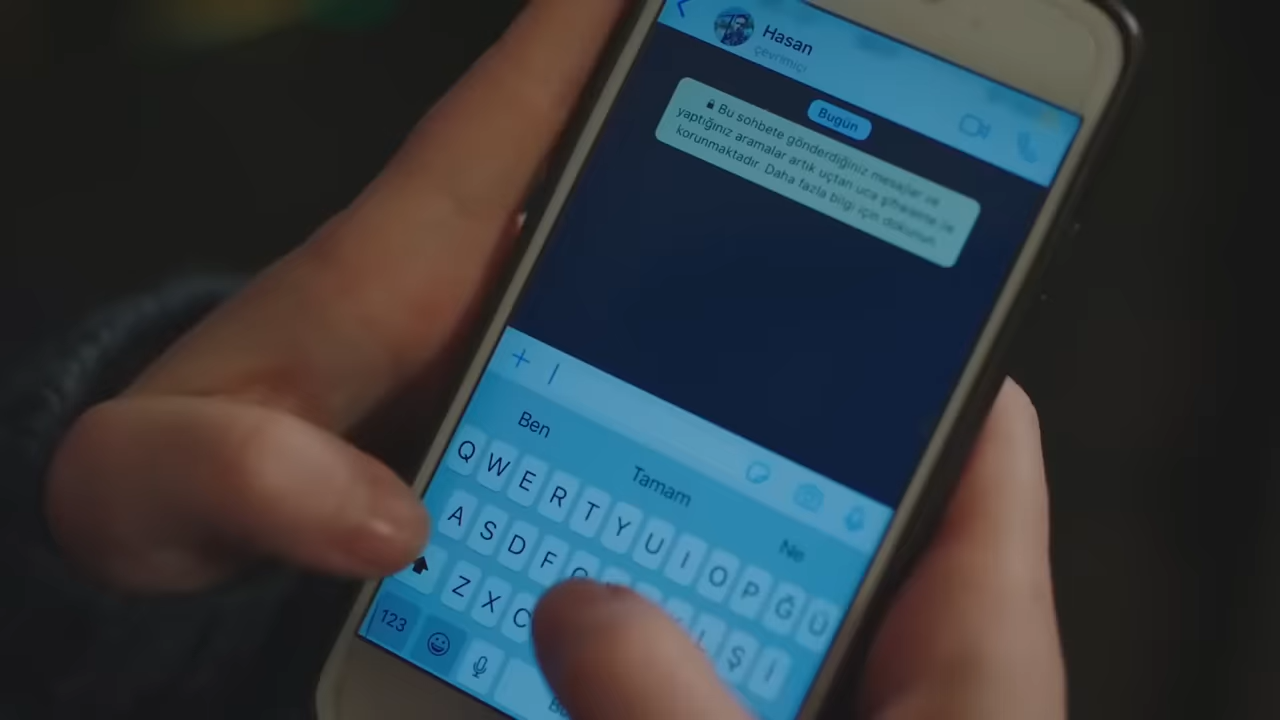 Hasan
çevrimiçi
Bugün
Bu sohbete gönderdiğiniz mesajlar ve
yaptığınız aramalar artık uçtan uca şifreleme ile
korunmaktadır. Daha fazla bilgi için dokunun.
Ben Tamam Ne
Q W E R T Y U I O P Ğ Ü
A S D F G L Ş İ
Z X C
123